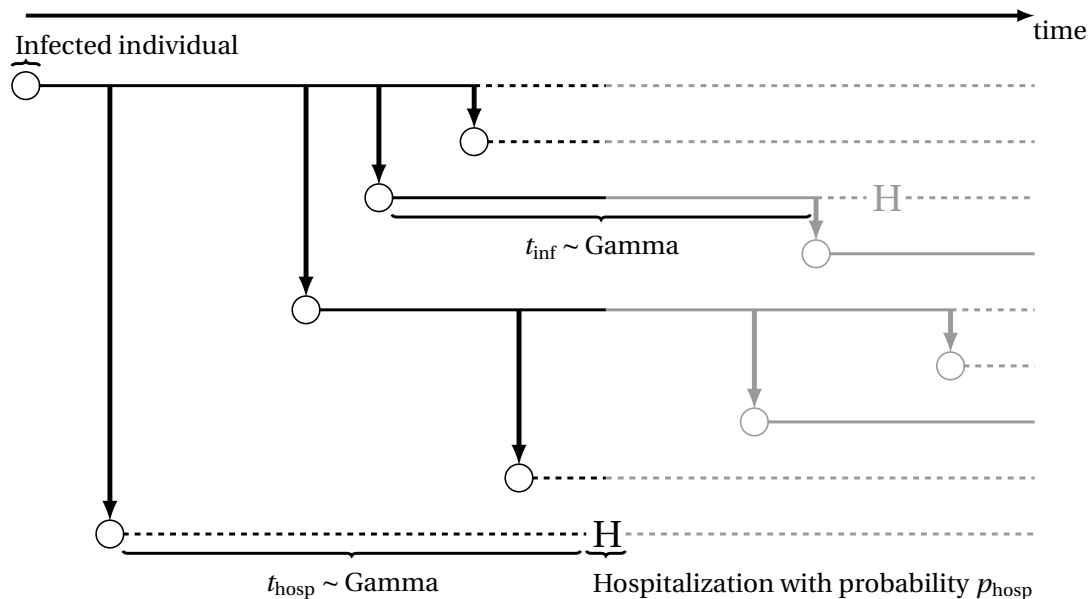 time
Infected individual
H
t_inf ~ Gamma
H
t_hosp ~ Gamma
Hospitalization with probability p_hosp